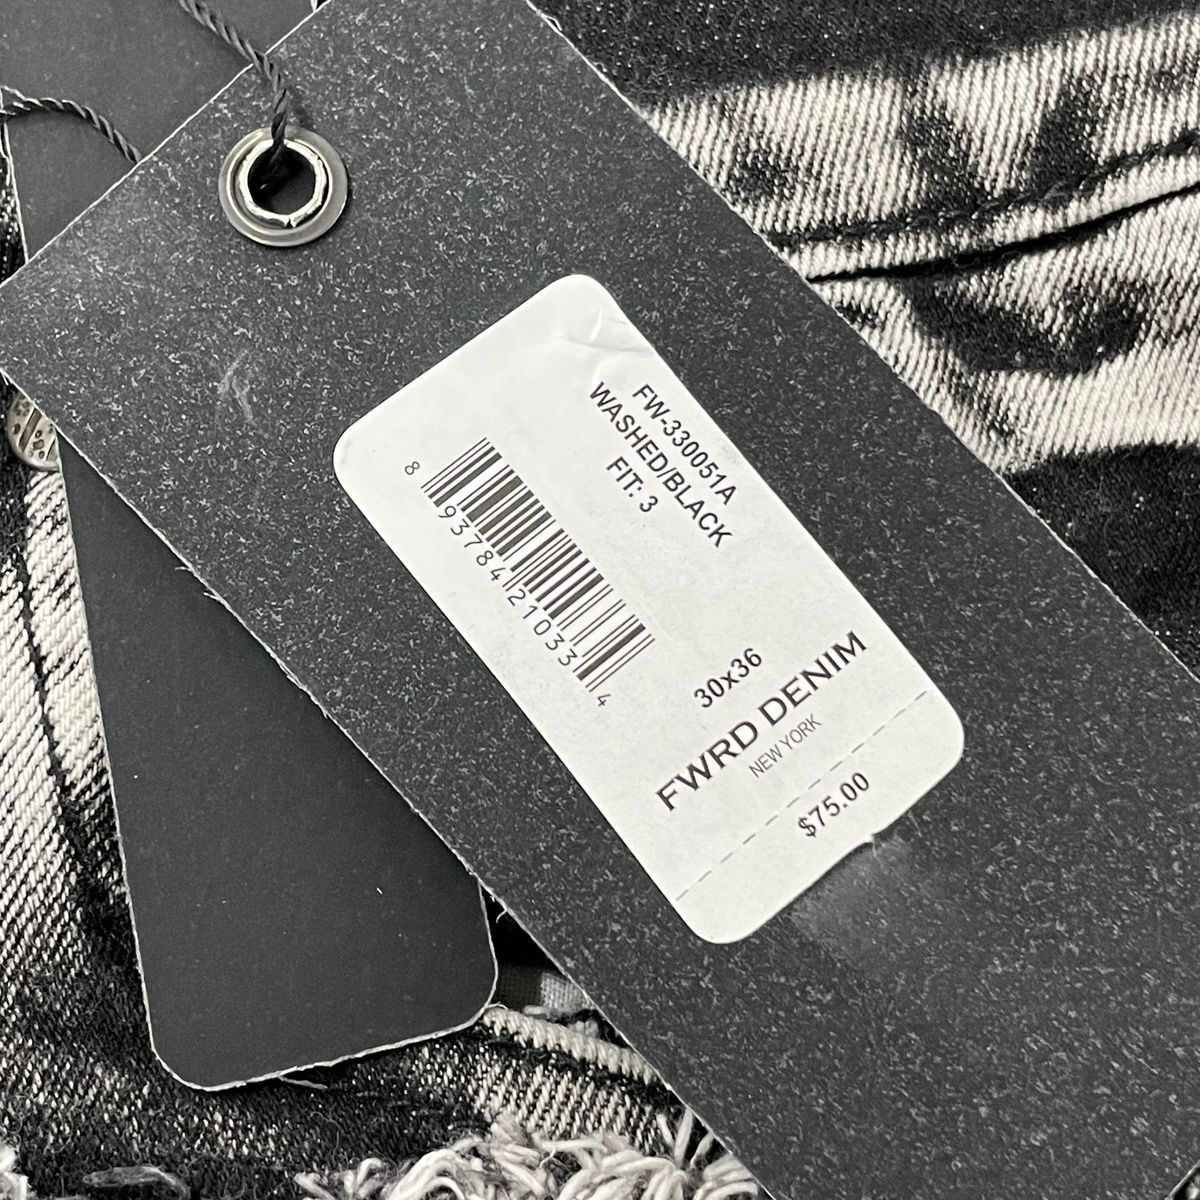 FW-330051A
WASHED/BLACK
FIT: 3
8 93784 21033 4
30x36
FWRD DENIM
NEW YORK
$75.00